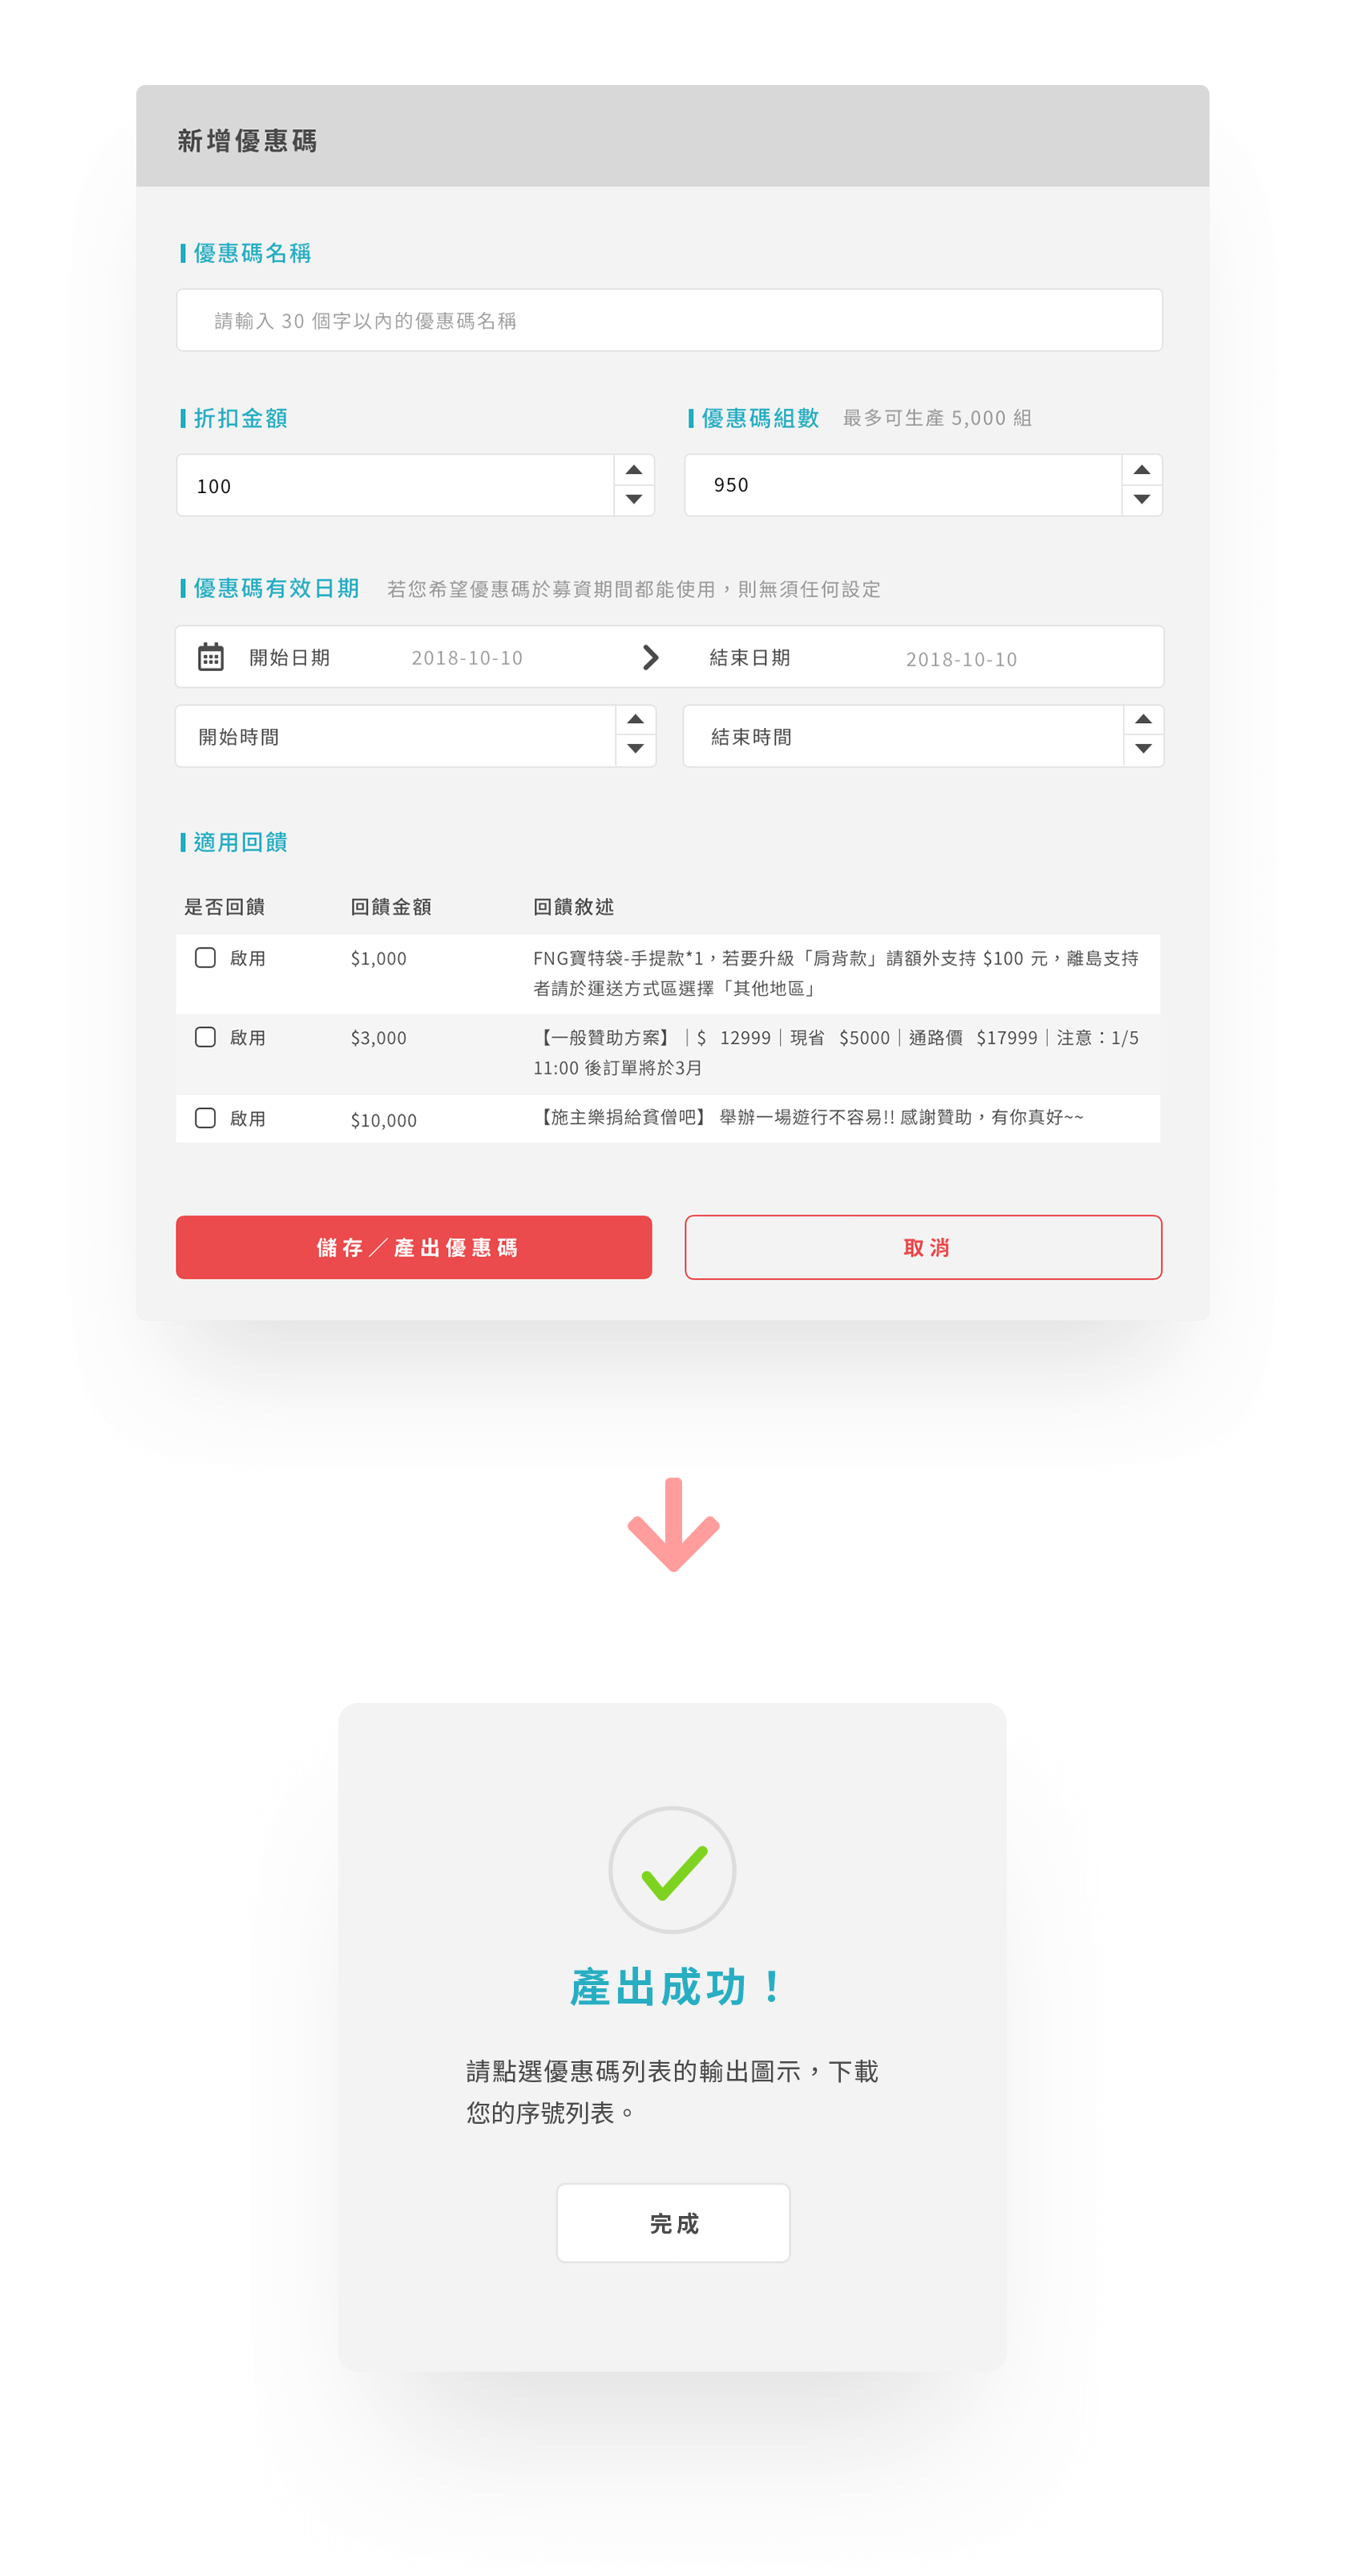 新增優惠碼
優惠碼名稱
請輸入 30 個字以內的優惠碼名稱
折扣金額
100
優惠碼組數 最多可生產 5,000 組
950
優惠碼有效日期 若您希望優惠碼於募資期間都能使用，則無須任何設定
開始日期 2018-10-10 結束日期 2018-10-10
開始時間 結束時間
適用回饋
是否回饋 回饋金額 回饋敘述
啟用 $1,000 FNG寶特袋-手提款*1，若要升級「肩背款」請額外支持 $100 元，離島支持
者請於運送方式區選擇「其他地區」
啟用 $3,000 【一般贊助方案】｜$ 12999｜現省 $5000｜通路價 $17999｜注意：1/5
11:00 後訂單將於3月
啟用 $10,000 【施主樂捐給貧僧吧】 舉辦一場遊行不容易!! 感謝贊助，有你真好~~
儲存／產出優惠碼 取消
產出成功！
請點選優惠碼列表的輸出圖示，下載
您的序號列表。
完成